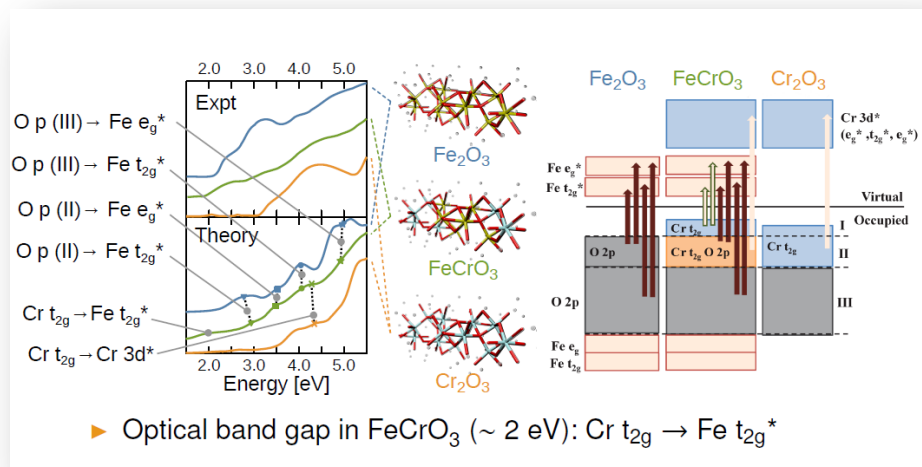 2.0 3.0 4.0 5.0
Expt
O p (III)→ Fe eg*
O p (III)→ Fe t2g*
O p (II)→ Fe eg*
O p (II)→ Fe t2g*
Cr t2g→Fe t2g*
Cr t2g→Cr 3d*
Theory
2.0 3.0 4.0 5.0
Energy [eV]
Fe2O3
FeCrO3
Cr2O3
Fe2O3 FeCrO3 Cr2O3
Cr 3d*
(eg*,t2g*, eg*)
Fe eg*
Fe t2g*
Virtual
Occupied
I
Cr t2g
O 2p
Cr t2g O 2p
Cr t2g
II
O 2p
III
Fe eg
Fe t2g
► Optical band gap in FeCrO3 (~ 2 eV): Cr t2g → Fe t2g*